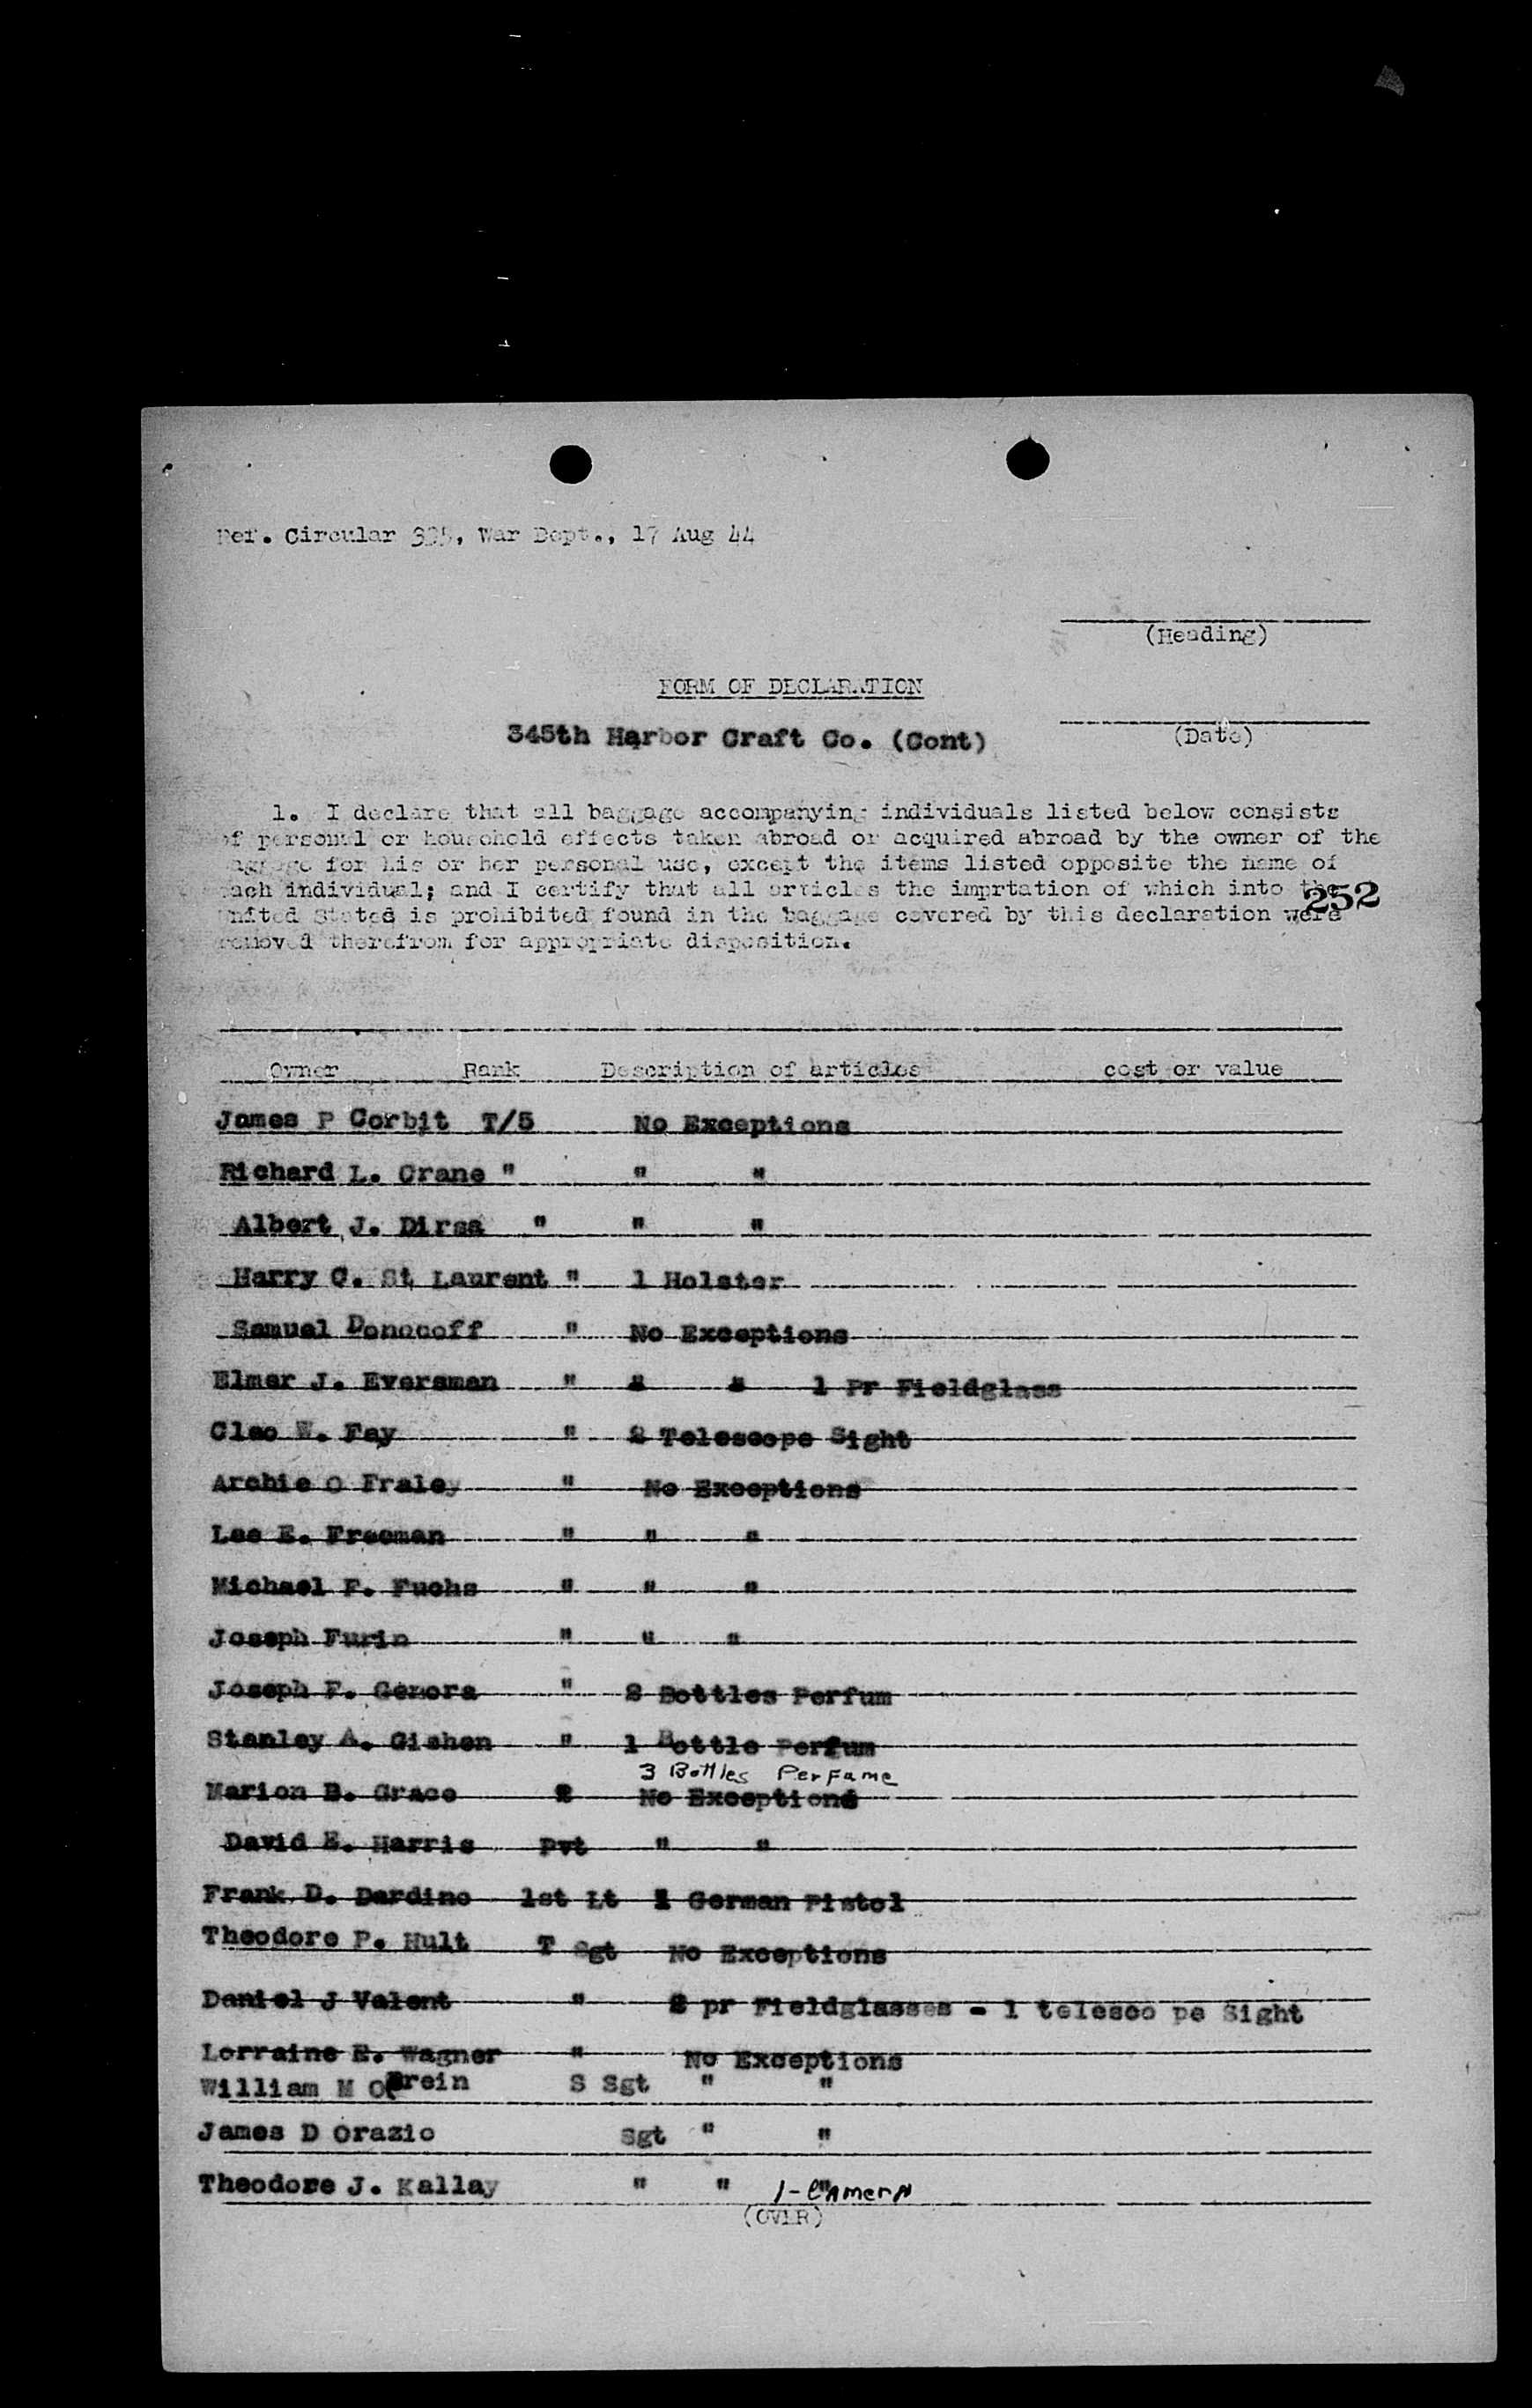 Ref. Circular 335, War Dept., 17 Aug 44
(Heading)
FORM OF DECLARATION
345th Harbor Craft Co. (Cont)
(Date)
1. I declare that all baggage accompanying individuals listed below consists
of personal or household effects taken abroad or acquired abroad by the owner of the
baggage for his or her personal use, except the items listed opposite the name of
each individual; and I certify that all articles the imprtation of which into the
252
United States is prohibited found in the baggage covered by this declaration were
removed therefrom for appropriate disposition.
Owner Rank Description of articles cost or value
James P Corbit T/5 No Exceptions
Richard L. Crane " " "
Albert J. Dirsa " " "
Harry C. St Laurent " 1 Holster
Samuel Donocoff " No Exceptions
Elmer J. Eversman " " " 1 Pr Fieldglass
Cleo W. Fay " 2 Telescope Sight
Archie O Fraley " No Exceptions
Lee E. Freeman " " "
Michael F. Fuchs " " "
Joseph Furin " " "
Joseph F. Genora " 2 Bottles Perfum
Stanley A. Gishen " 1 Bottle Perfum
3 Bottles Perfame
Marion B. Grace " No Exceptions
David E. Harris Pvt " "
Frank D. Dardino 1st Lt 1 German Pistol
Theodore P. Hult T Sgt No Exceptions
Daniel J Valent " 2 pr Fieldglasses - 1 telesco pe Sight
Lorraine E. Wagner " No Exceptions
William M OBrein S Sgt " "
James D Orazio Sgt " "
Theodore J. Kallay " " " 1-Camera
(OVER)